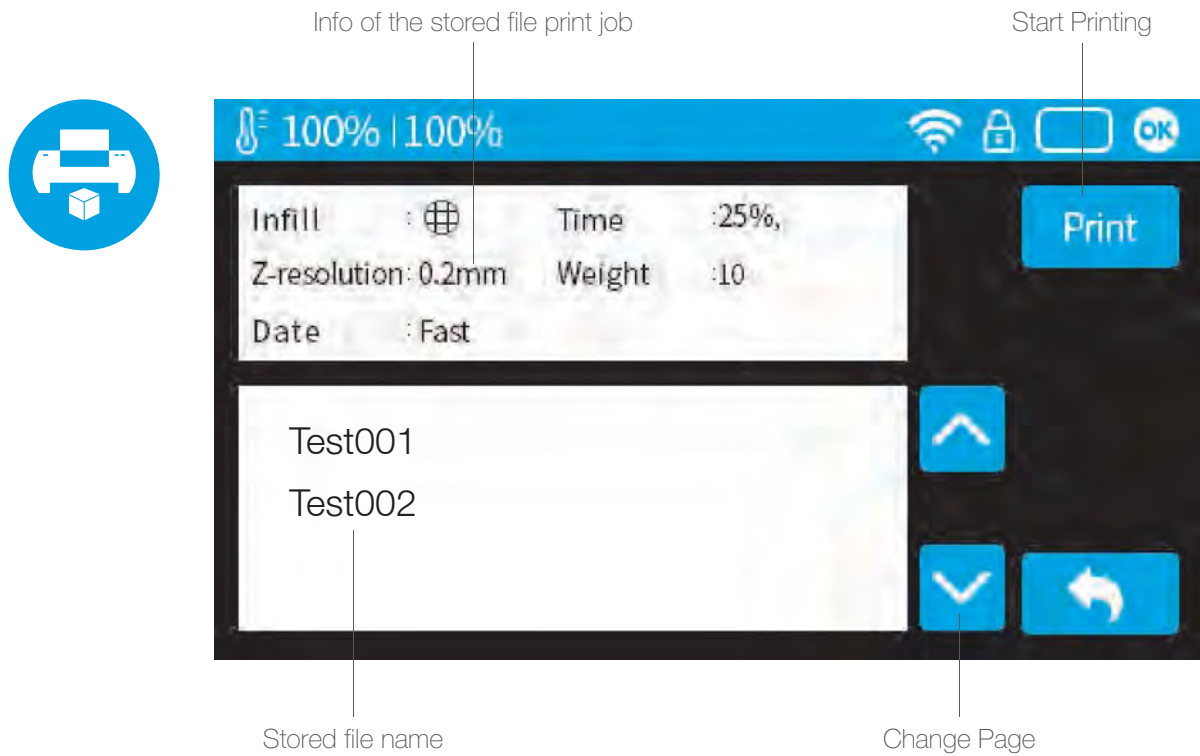 Info of the stored file print job
Start Printing
100% | 100%
OK
Infill : Time :25%,
Print
Z-resolution: 0.2mm Weight :10
Date : Fast
Test001
Test002
Stored file name
Change Page